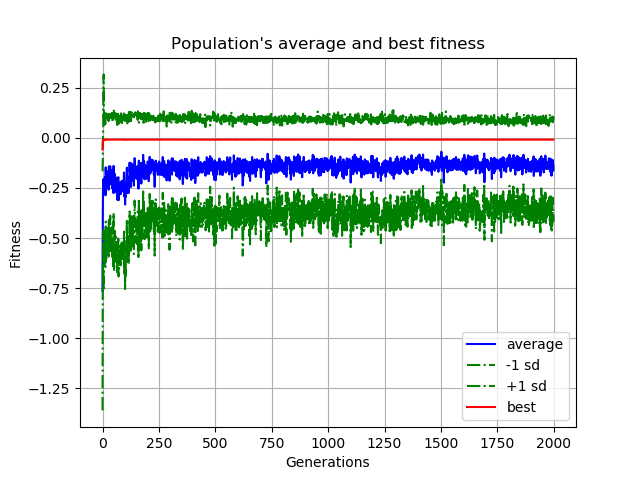 Population's average and best fitness
Fitness
0.25
0.00
−0.25
−0.50
−0.75
−1.00
−1.25
0 250 500 750 1000 1250 1500 1750 2000
Generations
average
-1 sd
+1 sd
best